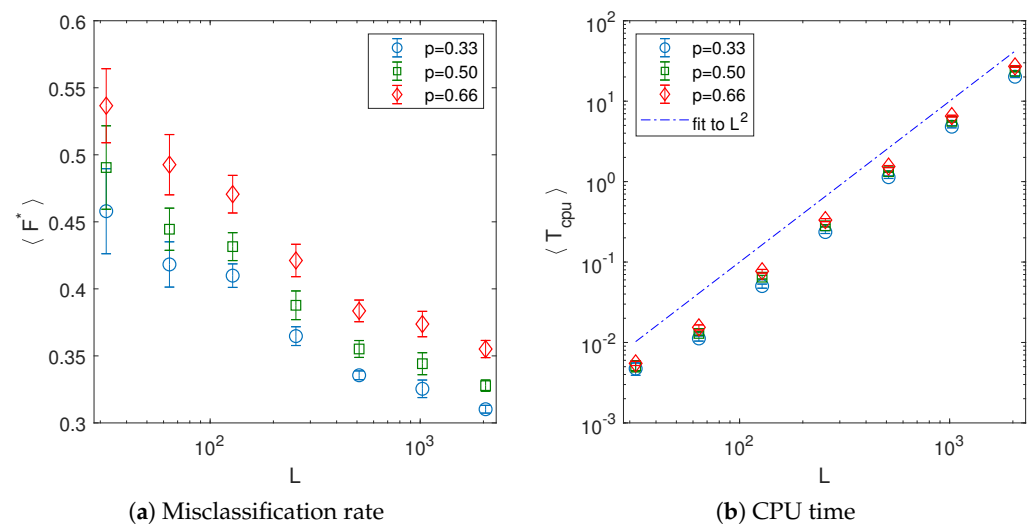 0.6
0.55
0.5
0.45
0.4
0.35
0.3
⟨ F* ⟩
p=0.33
p=0.50
p=0.66
10²
10³
L
(a) Misclassification rate
10²
10¹
10⁰
10⁻¹
10⁻²
10⁻³
⟨ T_cpu ⟩
p=0.33
p=0.50
p=0.66
fit to L²
10²
10³
L
(b) CPU time